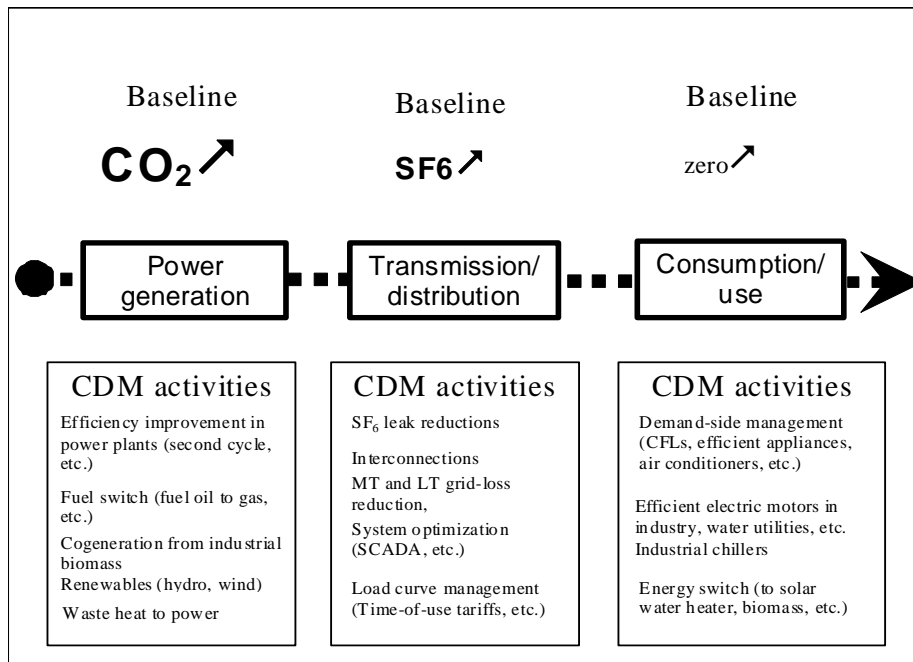 Baseline
CO₂
Baseline
SF6
Baseline
zero
Power
generation
Transmission/
distribution
Consumption/
use
CDM activities
Efficiency improvement in
power plants (second cycle,
etc.)
Fuel switch (fuel oil to gas,
etc.)
Cogeneration from industrial
biomass
Renewables (hydro, wind)
Waste heat to power
CDM activities
SF₆ leak reductions
Interconnections
MT and LT grid-loss
reduction,
System optimization
(SCADA, etc.)
Load curve management
(Time-of-use tariffs, etc.)
CDM activities
Demand-side management
(CFLs, efficient appliances,
air conditioners, etc.)
Efficient electric motors in
industry, water utilities, etc.
Industrial chillers
Energy switch (to solar
water heater, biomass, etc.)